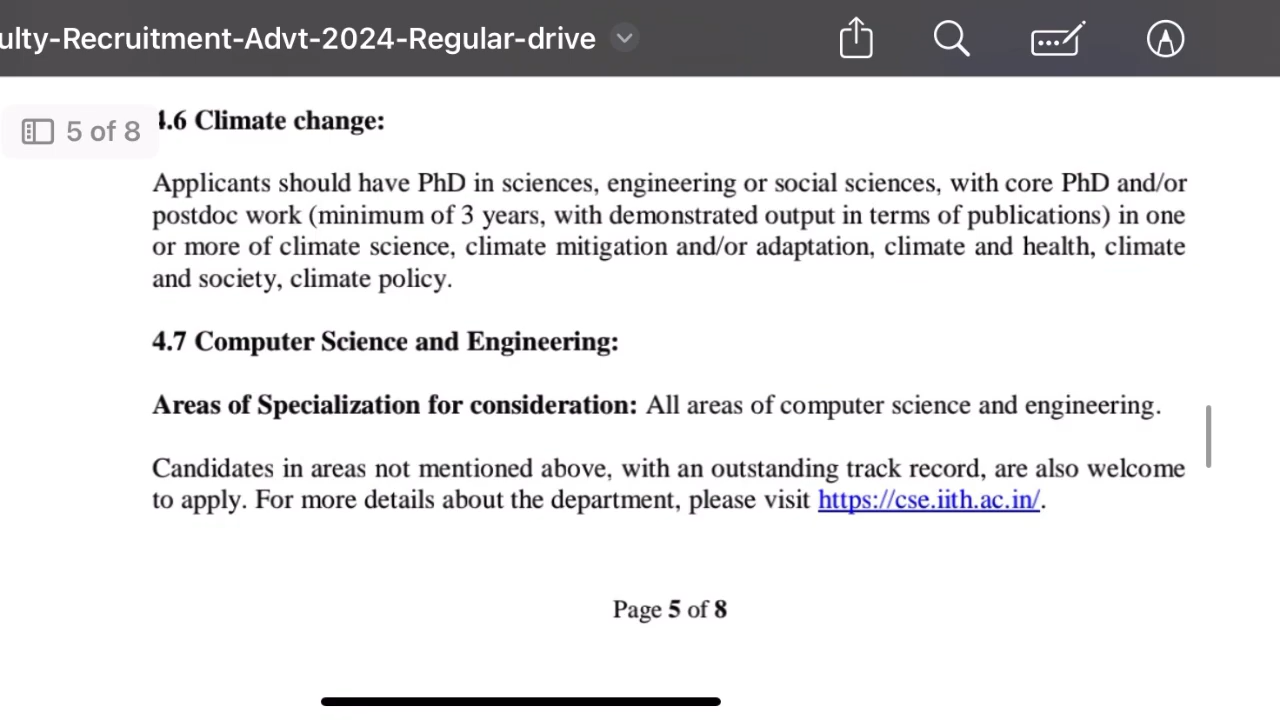 ulty-Recruitment-Advt-2024-Regular-drive
5 of 8
4.6 Climate change:
Applicants should have PhD in sciences, engineering or social sciences, with core PhD and/or
postdoc work (minimum of 3 years, with demonstrated output in terms of publications) in one
or more of climate science, climate mitigation and/or adaptation, climate and health, climate
and society, climate policy.
4.7 Computer Science and Engineering:
Areas of Specialization for consideration: All areas of computer science and engineering.
Candidates in areas not mentioned above, with an outstanding track record, are also welcome
to apply. For more details about the department, please visit https://cse.iith.ac.in/.
Page 5 of 8